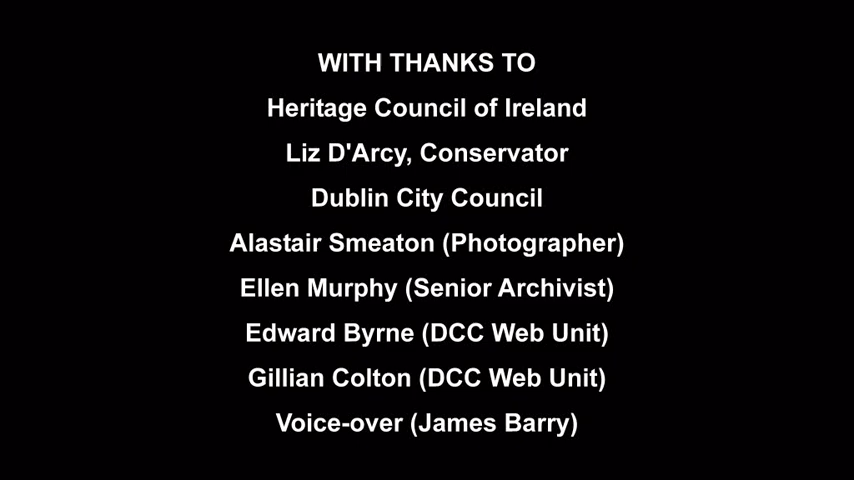 WITH THANKS TO
Heritage Council of Ireland
Liz D'Arcy, Conservator
Dublin City Council
Alastair Smeaton (Photographer)
Ellen Murphy (Senior Archivist)
Edward Byrne (DCC Web Unit)
Gillian Colton (DCC Web Unit)
Voice-over (James Barry)